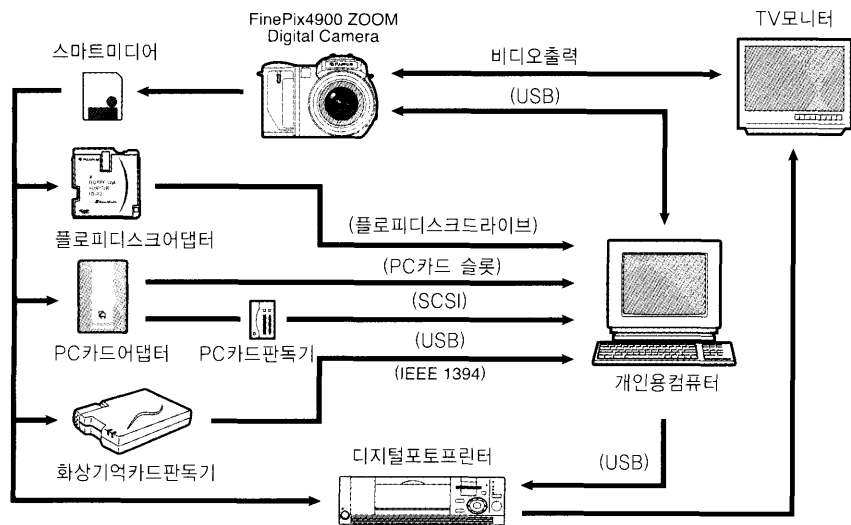 FinePix4900 ZOOM
Digital Camera
TV모니터
스마트미디어
비디오출력
(USB)
플로피디스크어댑터
(플로피디스크드라이브)
(PC카드 슬롯)
(SCSI)
PC카드어댑터
PC카드판독기
(USB)
(IEEE 1394)
개인용컴퓨터
화상기억카드판독기
디지털포토프린터
(USB)